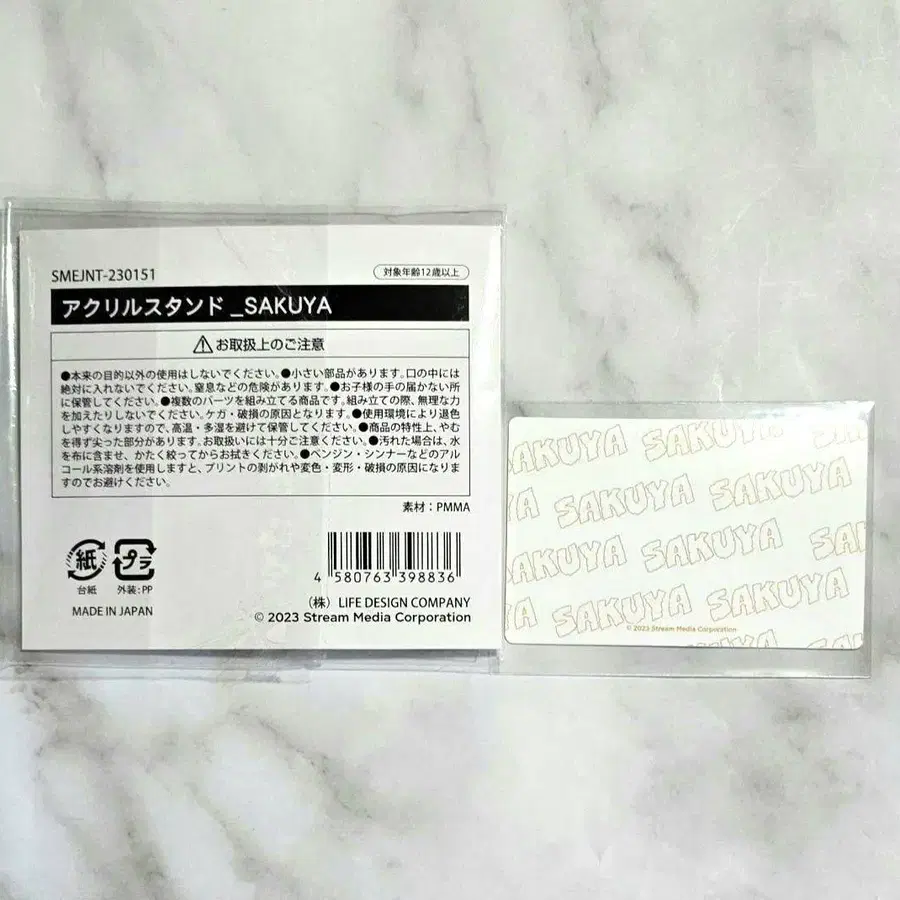 SMEJNT-230151
対象年齢12歳以上
アクリルスタンド _SAKUYA
お取扱上のご注意
●本来の目的以外の使用はしないでください。●小さい部品があります。口の中には
絶対に入れないでください。窒息などの危険があります。●お子様の手の届かない所
に保管してください。●複数のパーツを組み立てる商品です。組み立ての際、無理な力
を加えたりしないでください。ケガ・破損の原因となります。●使用環境により退色
しやすくなりますので、高温・多湿を避けて保管してください。●商品の特性上、やむ
を得ず尖った部分があります。お取扱いには十分ご注意ください。●汚れた場合は、水
を布に含ませ、かたく絞ってからお拭きください。●ベンジン・シンナーなどのアル
コール系溶剤を使用しますと、プリントの剥がれや変色・変形・破損の原因になりま
すのでお避けください。
素材：PMMA
紙 プラ
台紙 外装:PP
MADE IN JAPAN
4 580763 398836
（株） LIFE DESIGN COMPANY
© 2023 Stream Media Corporation
SAKUYA SAKUYA
SAKUYA SAKUYA
SAKUYA SAKUYA
SAKUYA SAKUYA
© 2023 Stream Media Corporation